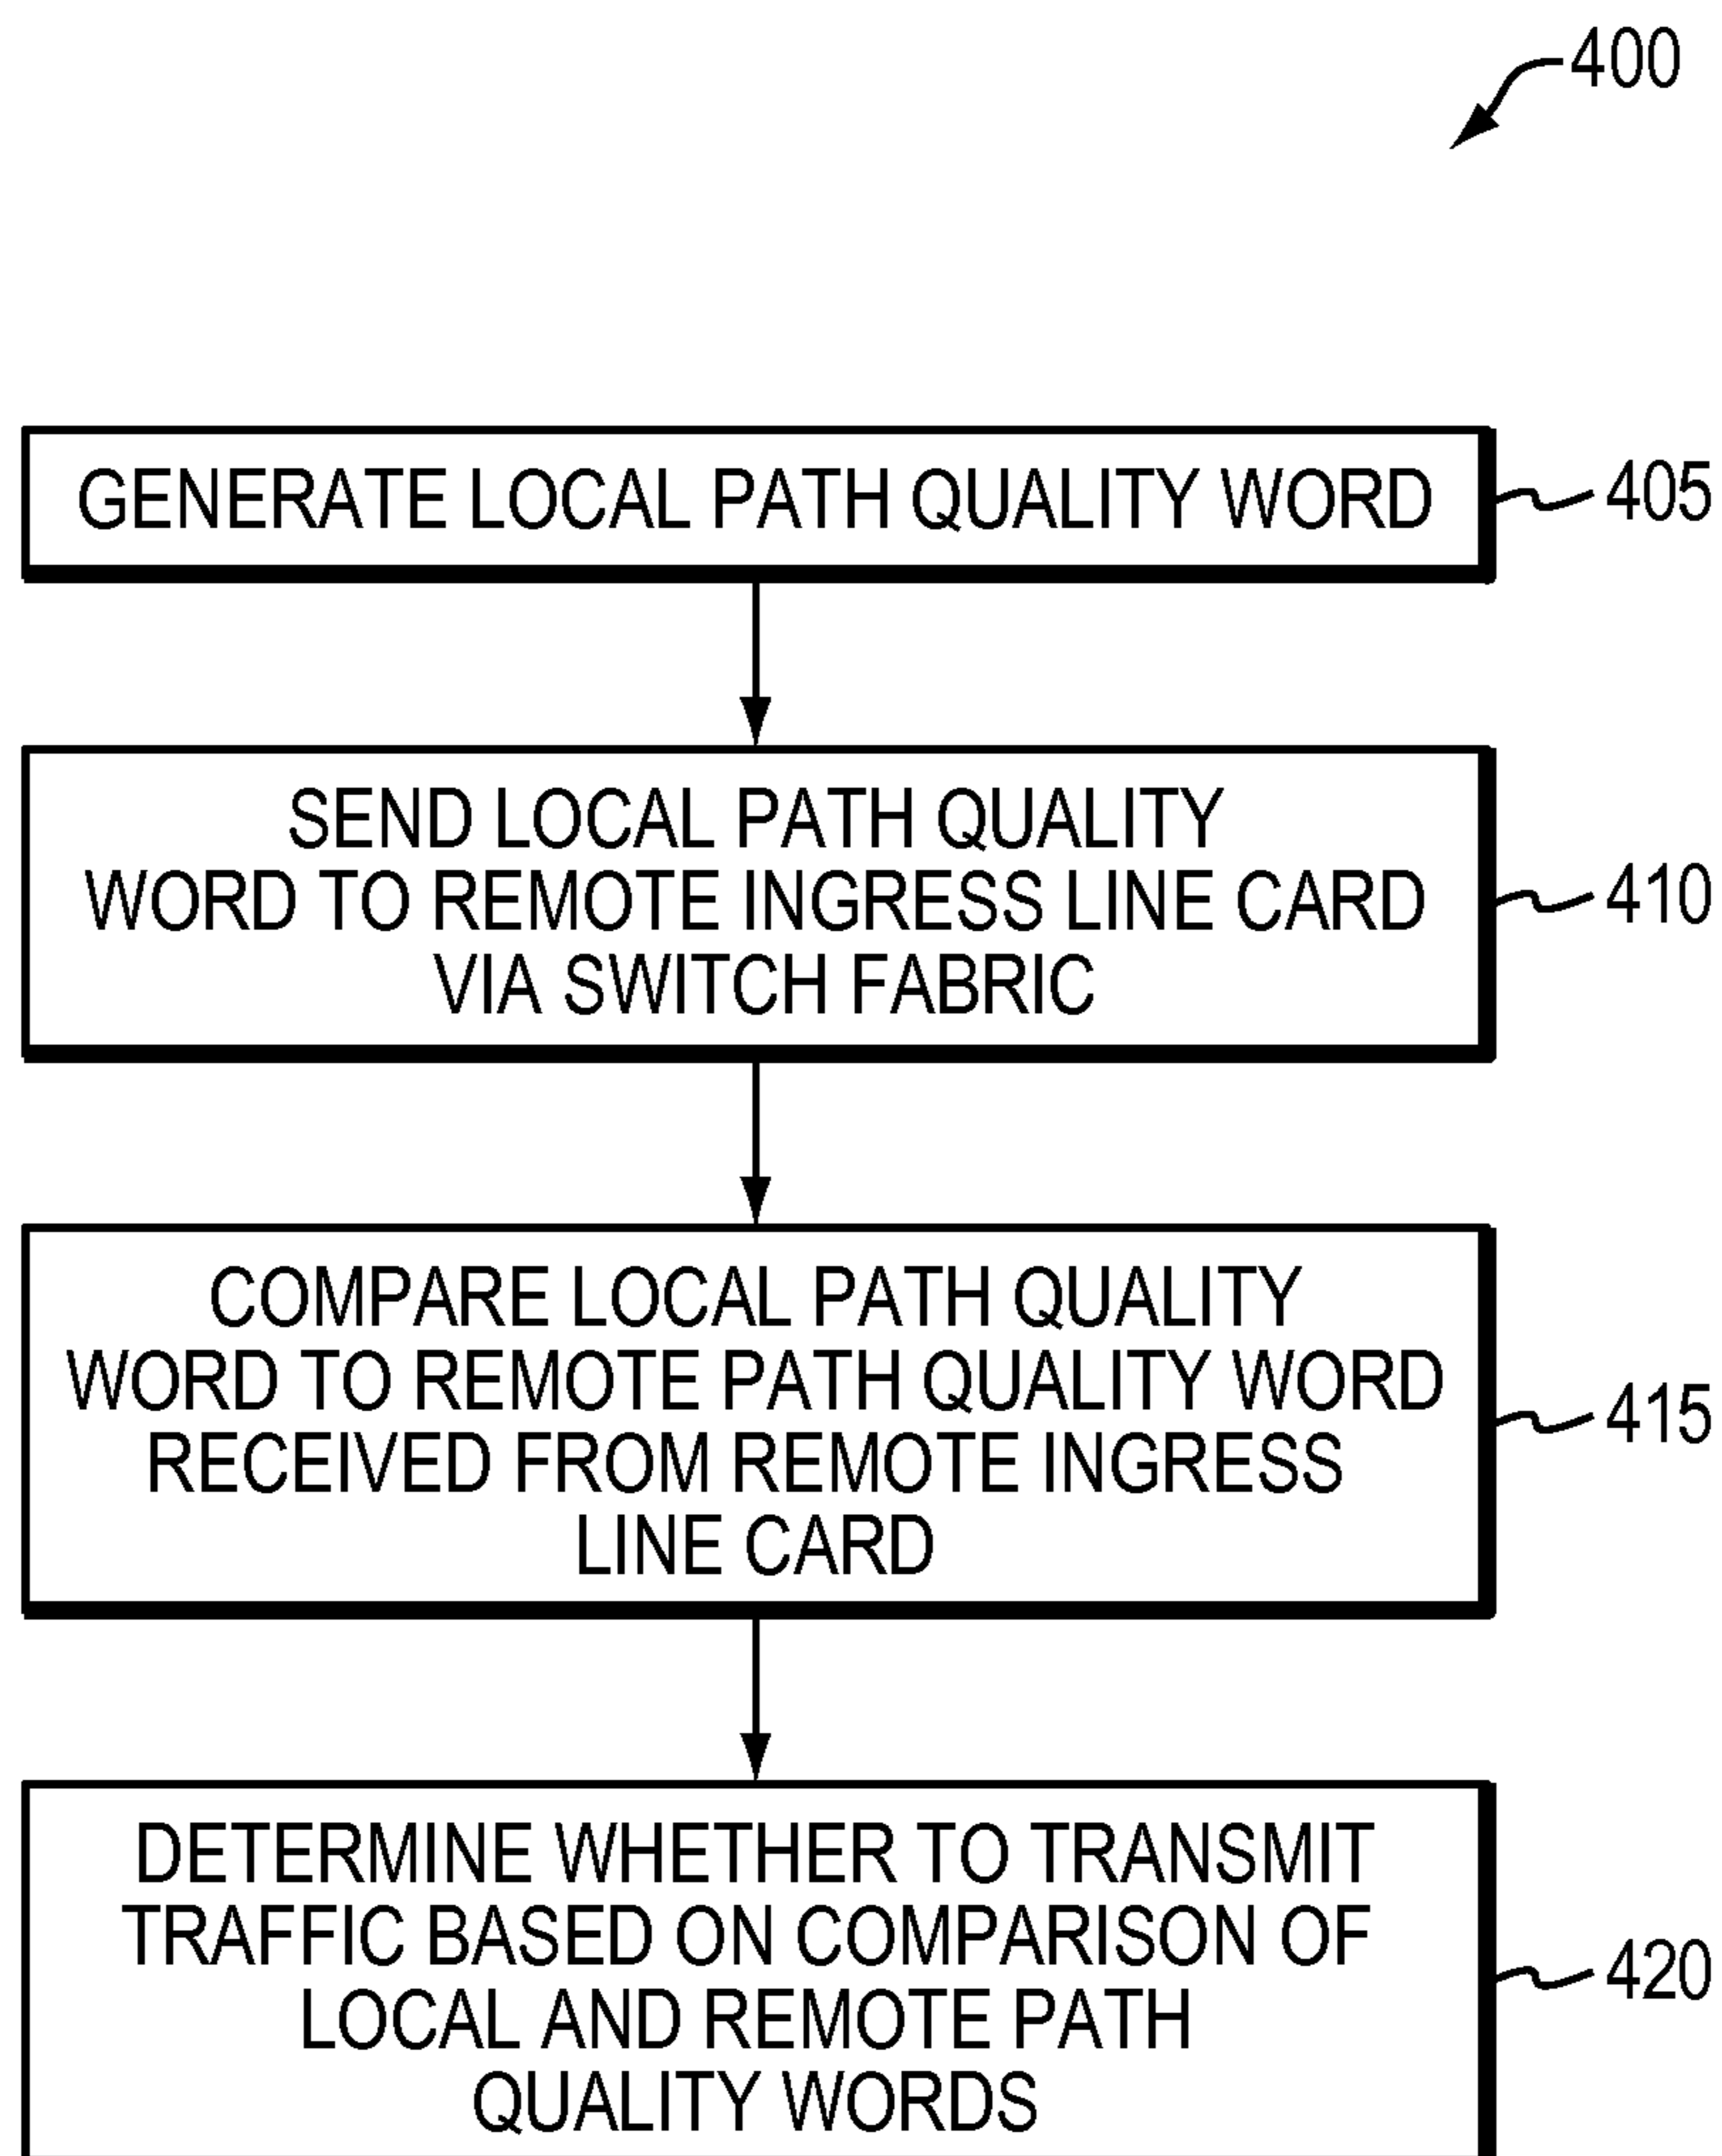 400
GENERATE LOCAL PATH QUALITY WORD
405
SEND LOCAL PATH QUALITY
WORD TO REMOTE INGRESS LINE CARD
VIA SWITCH FABRIC
410
COMPARE LOCAL PATH QUALITY
WORD TO REMOTE PATH QUALITY WORD
RECEIVED FROM REMOTE INGRESS
LINE CARD
415
DETERMINE WHETHER TO TRANSMIT
TRAFFIC BASED ON COMPARISON OF
LOCAL AND REMOTE PATH
QUALITY WORDS
420